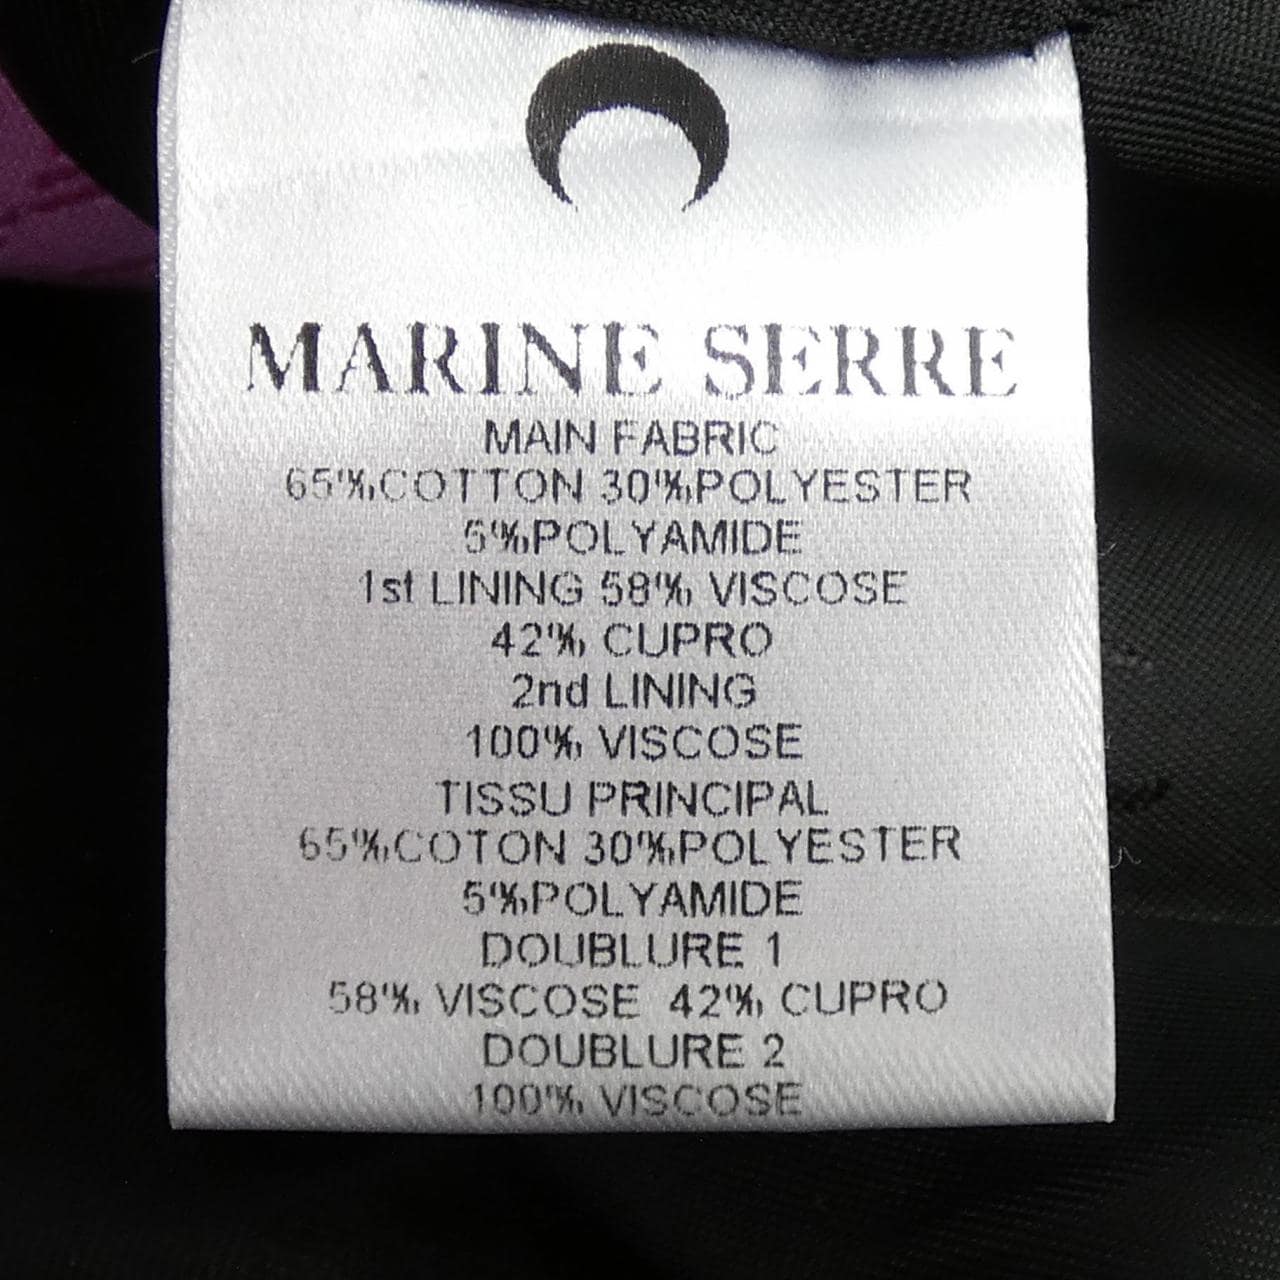 MARINE SERRE
MAIN FABRIC
65%COTTON 30%POLYESTER
5%POLYAMIDE
1st LINING 58% VISCOSE
42% CUPRO
2nd LINING
100% VISCOSE
TISSU PRINCIPAL
65%COTON 30%POLYESTER
5%POLYAMIDE
DOUBLURE 1
58% VISCOSE 42% CUPRO
DOUBLURE 2
100% VISCOSE